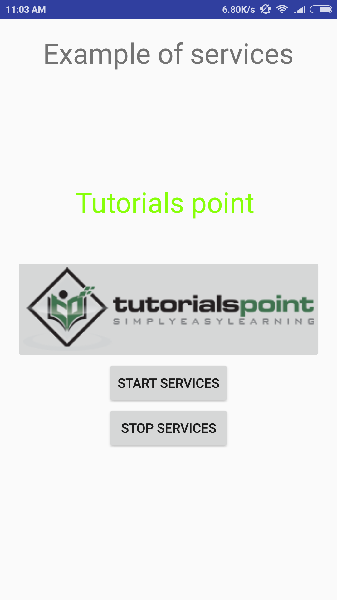 11:03 AM 6.80K/s
Example of services
Tutorials point
tutorialspoint
SIMPLYEASYLEARNING
START SERVICES
STOP SERVICES